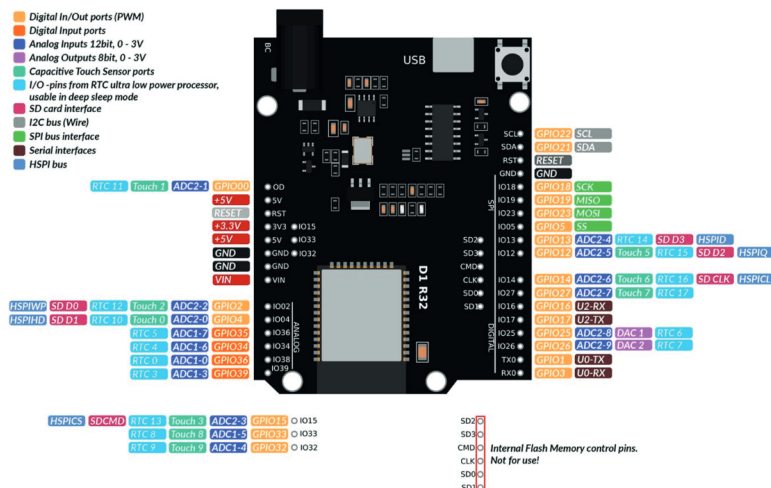 Digital In/Out ports (PWM)
Digital Input ports
Analog Inputs 12bit, 0 - 3V
Analog Outputs 8bit, 0 - 3V
Capacitive Touch Sensor ports
I/O -pins from RTC ultra low power processor,
usable in deep sleep mode
SD card interface
I2C bus (Wire)
SPI bus interface
Serial interfaces
HSPI bus
BC
USB
RTC 11 Touch 1 ADC2-1 GPIO00 OD
+5V 5V
RESET RST
+3.3V 3V3 IO15
+5V 5V IO33
GND GND IO32
GND GND
VIN VIN
HSPIWP SD D0 RTC 12 Touch 2 ADC2-2 GPIO2 IO02
HSPIHD SD D1 RTC 10 Touch 0 ADC2-0 GPIO4 IO04
RTC 5 ADC1-7 GPIO35 IO36
RTC 4 ADC1-6 GPIO34 IO34
RTC 0 ADC1-0 GPIO36 IO38
RTC 3 ADC1-3 GPIO39 IO39
ANALOG
D1 R32
SCL GPIO22 SCL
SDA GPIO21 SDA
RST RESET
GND GND
IO18 GPIO18 SCK
IO19 GPIO19 MISO
IO23 GPIO23 MOSI
IO05 GPIO5 SS
IO13 GPIO13 ADC2-4 RTC 14 SD D3 HSPID
IO12 GPIO12 ADC2-5 Touch 5 RTC 15 SD D2 HSPIQ
IO14 GPIO14 ADC2-6 Touch 6 RTC 16 SD CLK HSPICL
IO27 GPIO27 ADC2-7 Touch 7 RTC 17
IO16 GPIO16 U2-RX
IO17 GPIO17 U2-TX
IO25 GPIO25 ADC2-8 DAC 1 RTC 6
IO26 GPIO26 ADC2-9 DAC 2 RTC 7
TX0 GPIO1 U0-TX
RX0 GPIO3 U0-RX
SPI
DIGITAL
SD2
SD3
CMD
CLK
SD0
SD1
HSPICS SDCMD RTC 13 Touch 3 ADC2-3 GPIO15 IO15
RTC 8 Touch 8 ADC1-5 GPIO33 IO33
RTC 9 Touch 9 ADC1-4 GPIO32 IO32
SD2
SD3
CMD
CLK
SD0
SD1
Internal Flash Memory control pins.
Not for use!